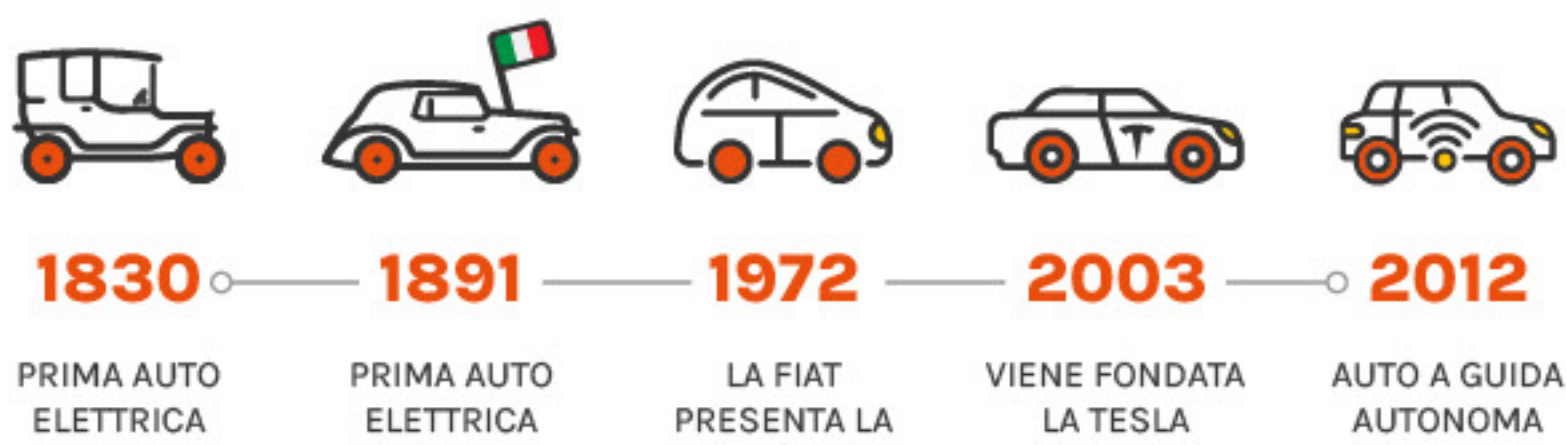 1830
1891
1972
2003
2012
PRIMA AUTO
ELETTRICA
PRIMA AUTO
ELETTRICA
LA FIAT
PRESENTA LA
VIENE FONDATA
LA TESLA
AUTO A GUIDA
AUTONOMA